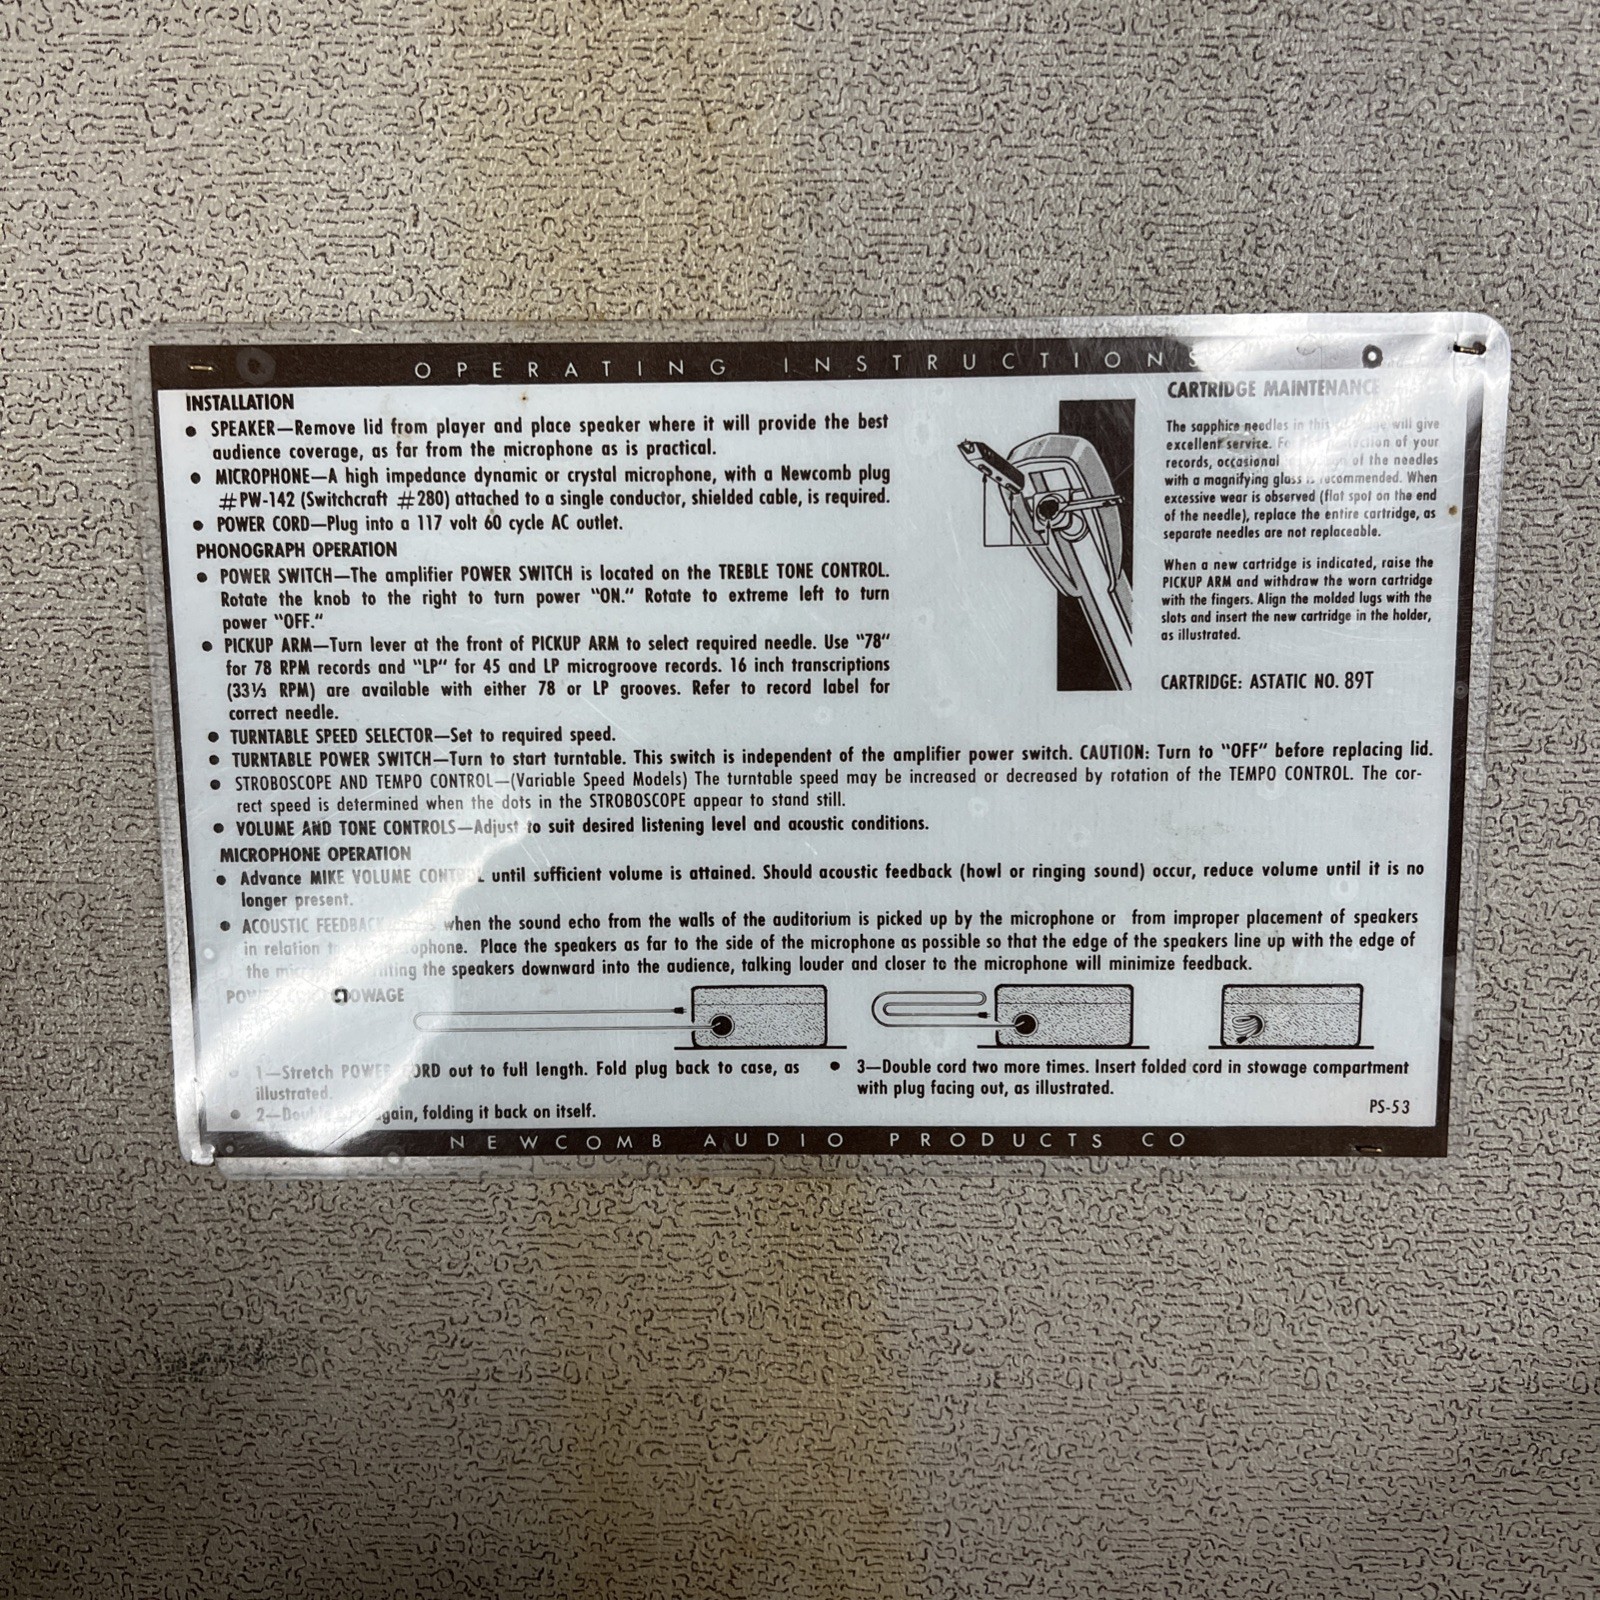 OPERATING INSTRUCTIONS
INSTALLATION
● SPEAKER—Remove lid from player and place speaker where it will provide the best
audience coverage, as far from the microphone as is practical.
● MICROPHONE—A high impedance dynamic or crystal microphone, with a Newcomb plug
#PW-142 (Switchcraft #280) attached to a single conductor, shielded cable, is required.
● POWER CORD—Plug into a 117 volt 60 cycle AC outlet.
PHONOGRAPH OPERATION
● POWER SWITCH—The amplifier POWER SWITCH is located on the TREBLE TONE CONTROL.
Rotate the knob to the right to turn power "ON." Rotate to extreme left to turn
power "OFF."
● PICKUP ARM—Turn lever at the front of PICKUP ARM to select required needle. Use "78"
for 78 RPM records and "LP" for 45 and LP microgroove records. 16 inch transcriptions
(33⅓ RPM) are available with either 78 or LP grooves. Refer to record label for
correct needle.
CARTRIDGE MAINTENANCE
The sapphire needles in this will give
excellent service. of your
records, occasional of the needles
with a magnifying glass is recommended. When
excessive wear is observed (flat spot on the end
of the needle), replace the entire cartridge, as
separate needles are not replaceable.
When a new cartridge is indicated, raise the
PICKUP ARM and withdraw the worn cartridge
with the fingers. Align the molded lugs with the
slots and insert the new cartridge in the holder,
as illustrated.
CARTRIDGE: ASTATIC NO. 89T
● TURNTABLE SPEED SELECTOR—Set to required speed.
● TURNTABLE POWER SWITCH—Turn to start turntable. This switch is independent of the amplifier power switch. CAUTION: Turn to "OFF" before replacing lid.
● STROBOSCOPE AND TEMPO CONTROL—(Variable Speed Models) The turntable speed may be increased or decreased by rotation of the TEMPO CONTROL. The cor-
rect speed is determined when the dots in the STROBOSCOPE appear to stand still.
● VOLUME AND TONE CONTROLS—Adjust to suit desired listening level and acoustic conditions.
MICROPHONE OPERATION
● Advance MIKE VOLUME CONTROL until sufficient volume is attained. Should acoustic feedback (howl or ringing sound) occur, reduce volume until it is no
longer present.
● ACOUSTIC FEEDBACK when the sound echo from the walls of the auditorium is picked up by the microphone or from improper placement of speakers
in relation microphone. Place the speakers as far to the side of the microphone as possible so that the edge of the speakers line up with the edge of
the the speakers downward into the audience, talking louder and closer to the microphone will minimize feedback.
POWER STOWAGE
● 1—Stretch POWER CORD out to full length. Fold plug back to case, as
illustrated.
● 2—Double again, folding it back on itself.
● 3—Double cord two more times. Insert folded cord in stowage compartment
with plug facing out, as illustrated.
PS-53
NEWCOMB AUDIO PRODUCTS CO